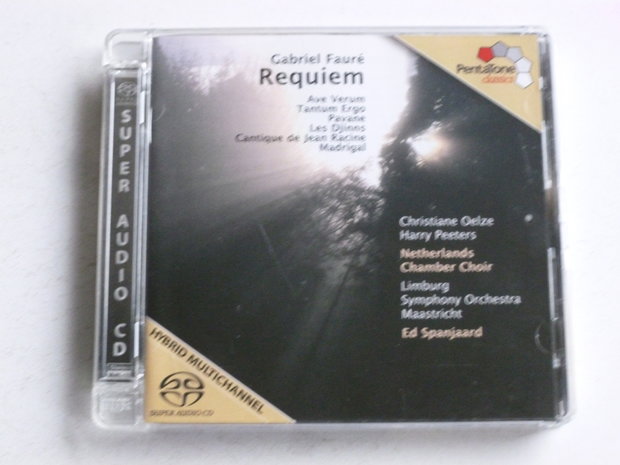 SUPER AUDIO CD
Gabriel Fauré
Requiem
Ave Verum
Tantum Ergo
Pavane
Les Djinns
Cantique de Jean Racine
Madrigal
PentaTone
classics
Christiane Oelze
Harry Peeters
Netherlands
Chamber Choir
Limburg
Symphony Orchestra
Maastricht
Ed Spanjaard
HYBRID MULTICHANNEL
SUPER AUDIO CD